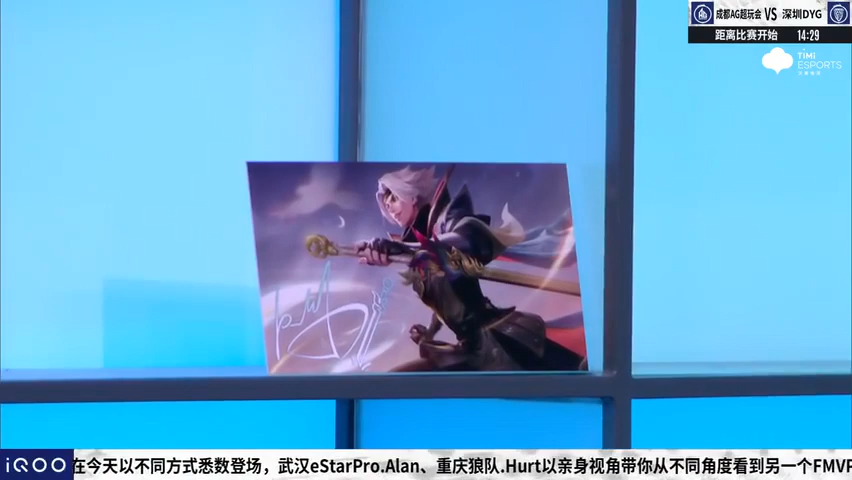 成都AG超玩会 VS 深圳DYG
距离比赛开始 14:29
TiMi
ESPORTS
iQOO
在今天以不同方式悉数登场，武汉eStarPro.Alan、重庆狼队.Hurt以亲身视角带你从不同角度看到另一个FMVP